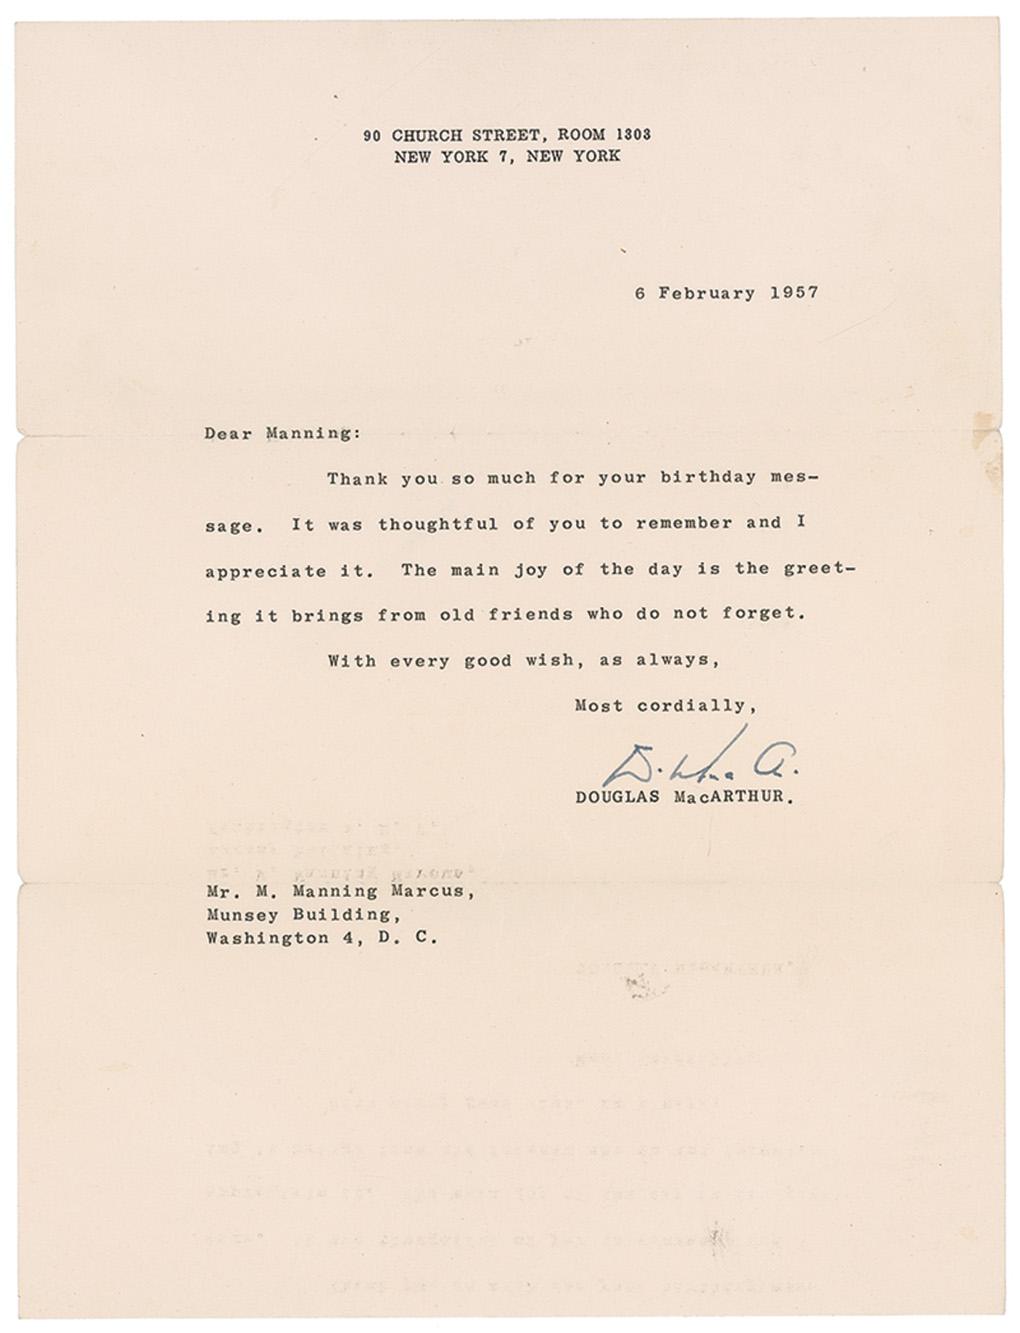 90 CHURCH STREET, ROOM 1303
NEW YORK 7, NEW YORK
6 February 1957
Dear Manning:
Thank you so much for your birthday mes-
sage. It was thoughtful of you to remember and I
appreciate it. The main joy of the day is the greet-
ing it brings from old friends who do not forget.
With every good wish, as always,
Most cordially,
DOUGLAS MacARTHUR.
Mr. M. Manning Marcus,
Munsey Building,
Washington 4, D. C.